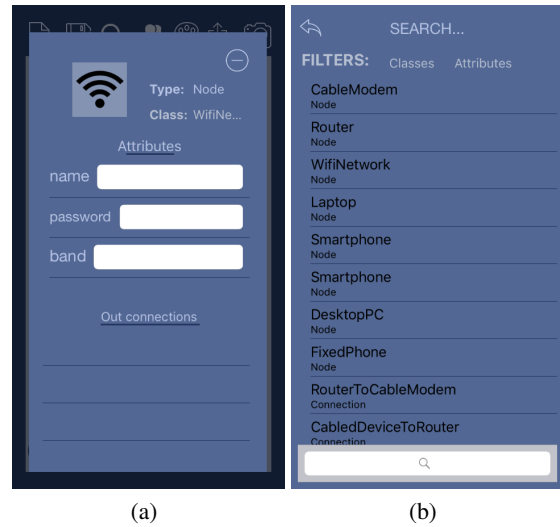 Type: Node
Class: WifiNe...
Attributes
name
password
band
Out connections
(a)
SEARCH...
FILTERS: Classes Attributes
CableModem
Node
Router
Node
WifiNetwork
Node
Laptop
Node
Smartphone
Node
Smartphone
Node
DesktopPC
Node
FixedPhone
Node
RouterToCableModem
Connection
CabledDeviceToRouter
Connection
(b)